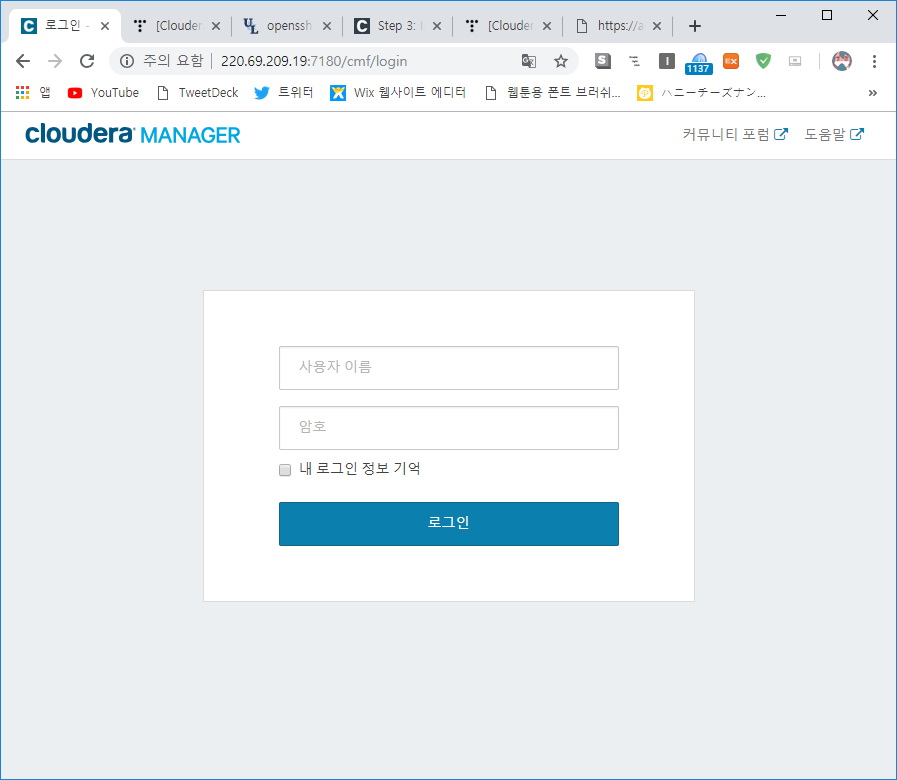 로그인 -
[Clouder
openssh
Step 3: I
[Clouder
https://a
주의 요함
220.69.209.19:7180/cmf/login
S
I
1137
EX
앱
YouTube
TweetDeck
트위터
Wix 웹사이트 에디터
웹툰용 폰트 브러쉬...
ハニーチーズナン...
»
cloudera MANAGER
커뮤니티 포럼
도움말
사용자 이름
암호
내 로그인 정보 기억
로그인